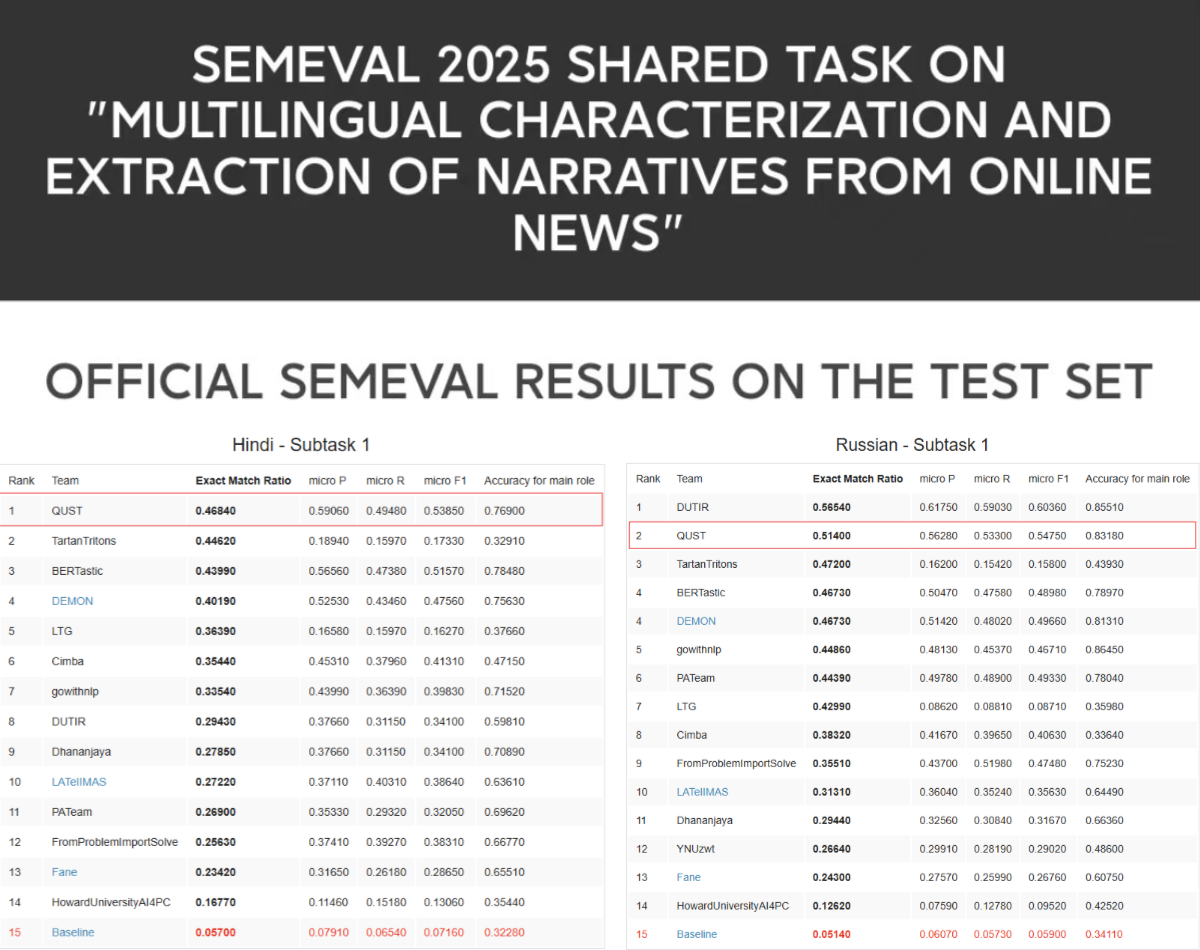 SEMEVAL 2025 SHARED TASK ON
"MULTILINGUAL CHARACTERIZATION AND
EXTRACTION OF NARRATIVES FROM ONLINE
NEWS"
OFFICIAL SEMEVAL RESULTS ON THE TEST SET
Hindi - Subtask 1
Rank Team Exact Match Ratio micro P micro R micro F1 Accuracy for main role
1 QUST 0.46840 0.59060 0.49480 0.53850 0.76900
2 TartanTritons 0.44620 0.18940 0.15970 0.17330 0.32910
3 BERTastic 0.43990 0.56560 0.47380 0.51570 0.78480
4 DEMON 0.40190 0.52530 0.43460 0.47560 0.75630
5 LTG 0.36390 0.16580 0.15970 0.16270 0.37660
6 Cimba 0.35440 0.45310 0.37960 0.41310 0.47150
7 gowithnlp 0.33540 0.43990 0.36390 0.39830 0.71520
8 DUTIR 0.29430 0.37660 0.31150 0.34100 0.59810
9 Dhananjaya 0.27850 0.37660 0.31150 0.34100 0.70890
10 LATeIIMAS 0.27220 0.37110 0.40310 0.38640 0.63610
11 PATeam 0.26900 0.35330 0.29320 0.32050 0.69620
12 FromProblemImportSolve 0.25630 0.37410 0.39270 0.38310 0.66770
13 Fane 0.23420 0.31650 0.26180 0.28650 0.65510
14 HowardUniversityAI4PC 0.16770 0.11460 0.15180 0.13060 0.35440
15 Baseline 0.05700 0.07910 0.06540 0.07160 0.32280
Russian - Subtask 1
Rank Team Exact Match Ratio micro P micro R micro F1 Accuracy for main role
1 DUTIR 0.56540 0.61750 0.59030 0.60360 0.85510
2 QUST 0.51400 0.56280 0.53300 0.54750 0.83180
3 TartanTritons 0.47200 0.16200 0.15420 0.15800 0.43930
4 BERTastic 0.46730 0.50470 0.47580 0.48980 0.78970
4 DEMON 0.46730 0.51420 0.48020 0.49660 0.81310
5 gowithnlp 0.44860 0.48130 0.45370 0.46710 0.86450
6 PATeam 0.44390 0.49780 0.48900 0.49330 0.78040
7 LTG 0.42990 0.08620 0.08810 0.08710 0.35980
8 Cimba 0.38320 0.41670 0.39650 0.40630 0.33640
9 FromProblemImportSolve 0.35510 0.43700 0.51980 0.47480 0.75230
10 LATeIIMAS 0.31310 0.36040 0.35240 0.35630 0.64490
11 Dhananjaya 0.29440 0.32560 0.30840 0.31670 0.66360
12 YNUzwt 0.26640 0.29910 0.28190 0.29020 0.48600
13 Fane 0.24300 0.27570 0.25990 0.26760 0.60750
14 HowardUniversityAI4PC 0.12620 0.07590 0.12780 0.09520 0.42520
15 Baseline 0.05140 0.06070 0.05730 0.05900 0.34110